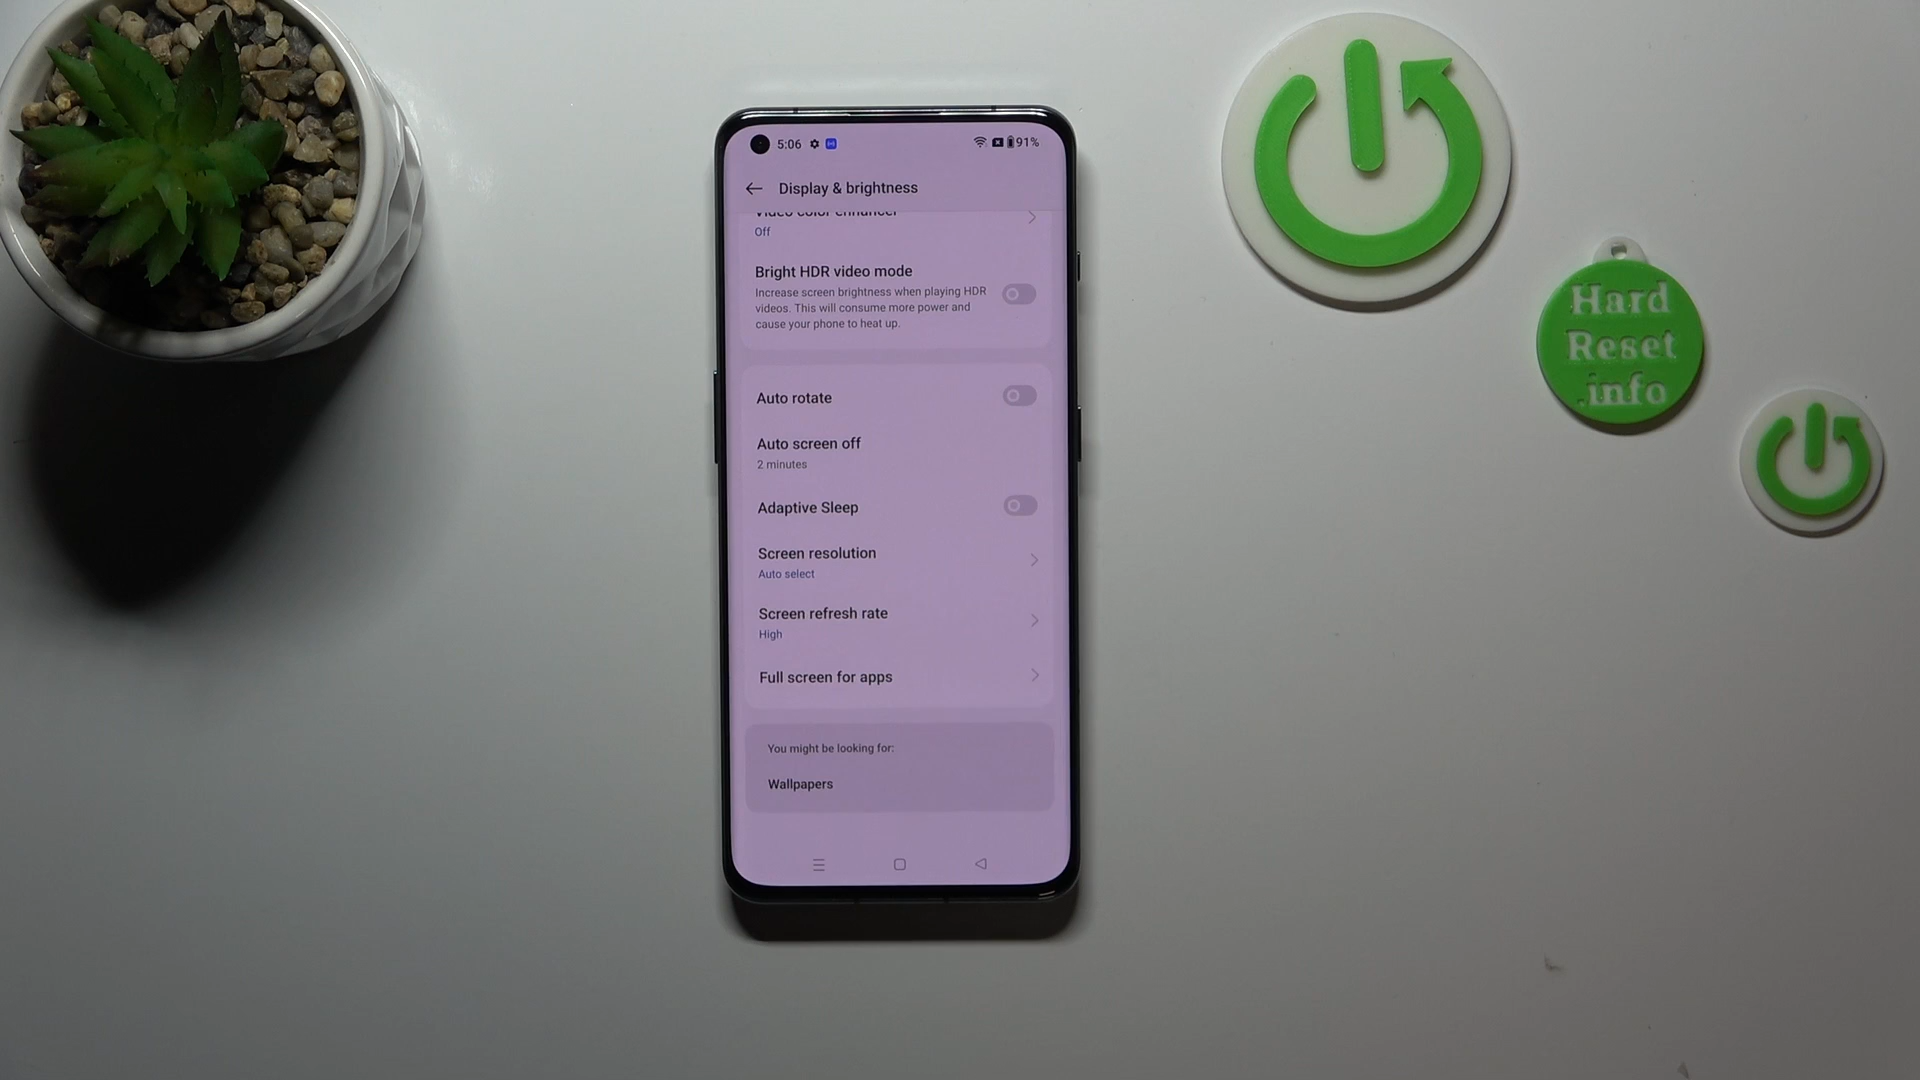 5:06
91%
Display & brightness
Video color enhancer
Off
Bright HDR video mode
Increase screen brightness when playing HDR
videos. This will consume more power and
cause your phone to heat up.
Auto rotate
Auto screen off
2 minutes
Adaptive Sleep
Screen resolution
Auto select
Screen refresh rate
High
Full screen for apps
You might be looking for:
Wallpapers
Hard
Reset
.info